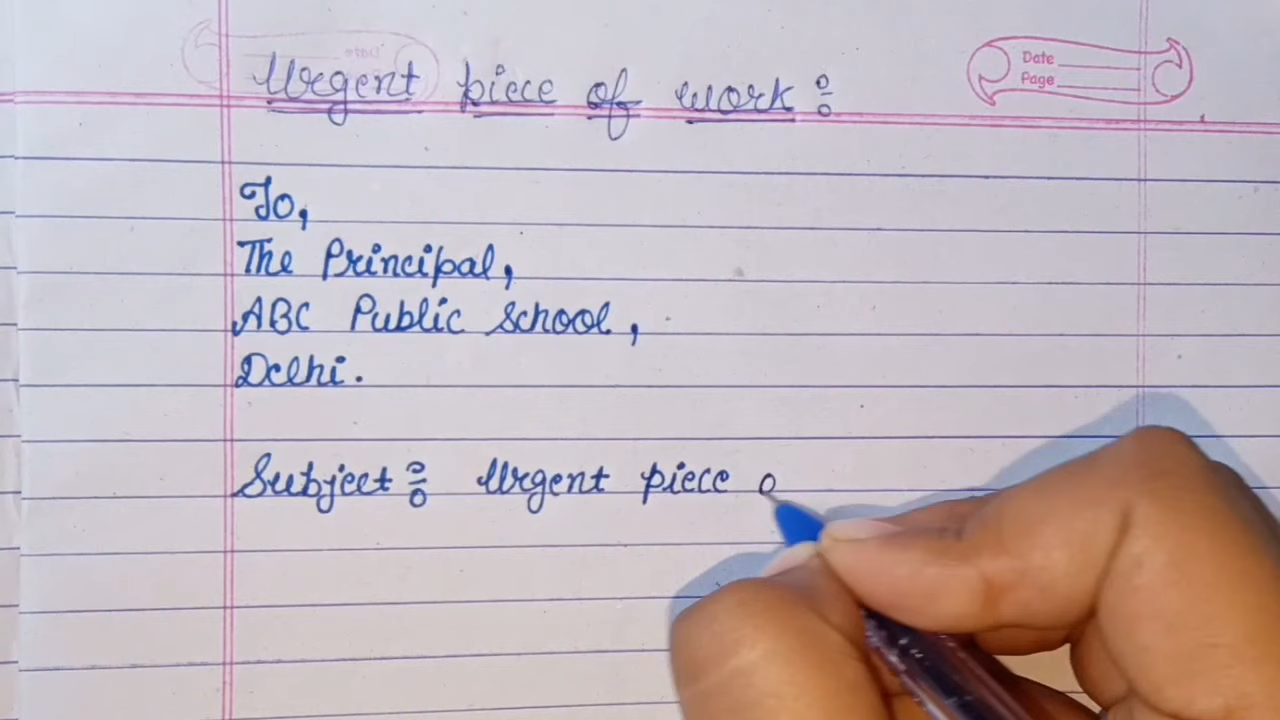 Urgent piece of work :
Date
Page
To,
The Principal,
ABC Public School,
Delhi.
Subject : Urgent piece o